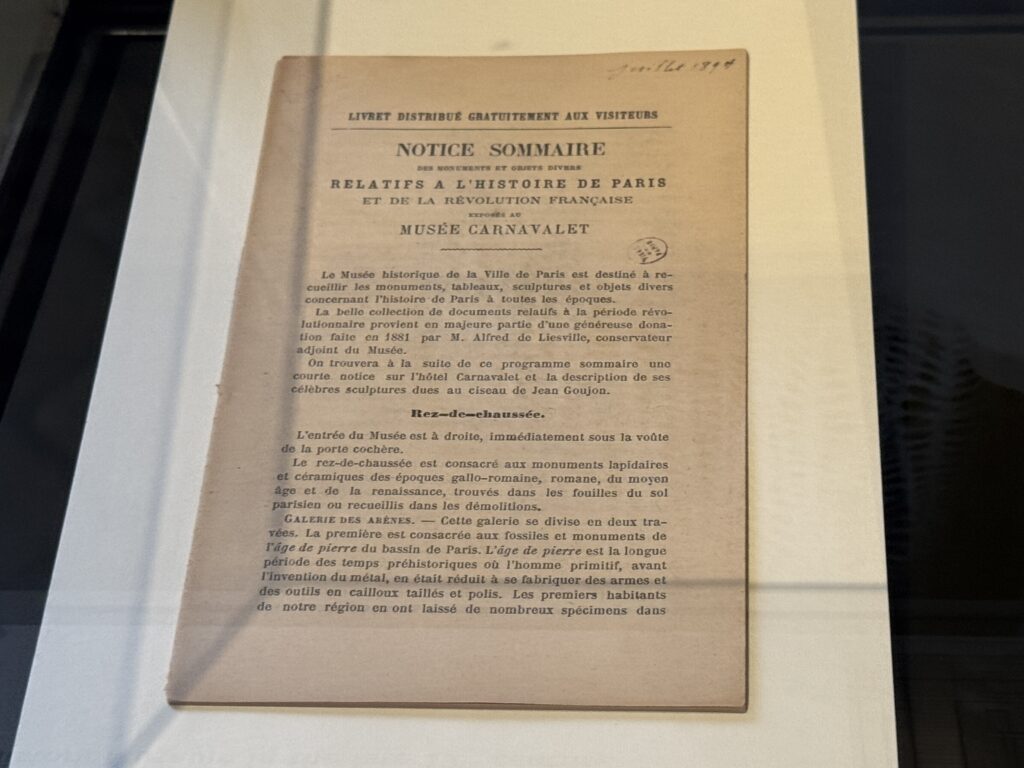 juillet 1894
LIVRET DISTRIBUÉ GRATUITEMENT AUX VISITEURS
NOTICE SOMMAIRE
DES MONUMENTS ET OBJETS DIVERS
RELATIFS A L'HISTOIRE DE PARIS
ET DE LA RÉVOLUTION FRANÇAISE
EXPOSÉS AU
MUSÉE CARNAVALET
Le Musée historique de la Ville de Paris est destiné à re-
cueillir les monuments, tableaux, sculptures et objets divers
concernant l'histoire de Paris à toutes les époques.
La belle collection de documents relatifs à la période révo-
lutionnaire provient en majeure partie d'une généreuse dona-
tion faite en 1881 par M. Alfred de Liesville, conservateur
adjoint du Musée.
On trouvera à la suite de ce programme sommaire une
courte notice sur l'hôtel Carnavalet et la description de ses
célèbres sculptures dues au ciseau de Jean Goujon.
Rez-de-chaussée.
L'entrée du Musée est à droite, immédiatement sous la voûte
de la porte cochère.
Le rez-de-chaussée est consacré aux monuments lapidaires
et céramiques des époques gallo-romaine, romane, du moyen
âge et de la renaissance, trouvés dans les fouilles du sol
parisien ou recueillis dans les démolitions.
GALERIE DES ARÈNES. — Cette galerie se divise en deux tra-
vées. La première est consacrée aux fossiles et monuments de
l'âge de pierre du bassin de Paris. L'âge de pierre est la longue
période des temps préhistoriques où l'homme primitif, avant
l'invention du métal, en était réduit à se fabriquer des armes et
des outils en cailloux taillés et polis. Les premiers habitants
de notre région en ont laissé de nombreux spécimens dans